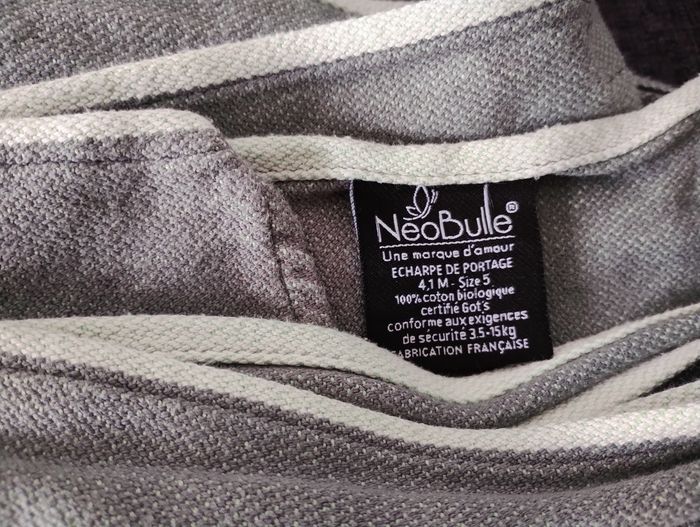 NéoBulle®
Une marque d'amour
ECHARPE DE PORTAGE
4,1 M - Size 5
100% coton biologique
certifié Got's
conforme aux exigences
de sécurité 3.5-15kg
FABRICATION FRANÇAISE